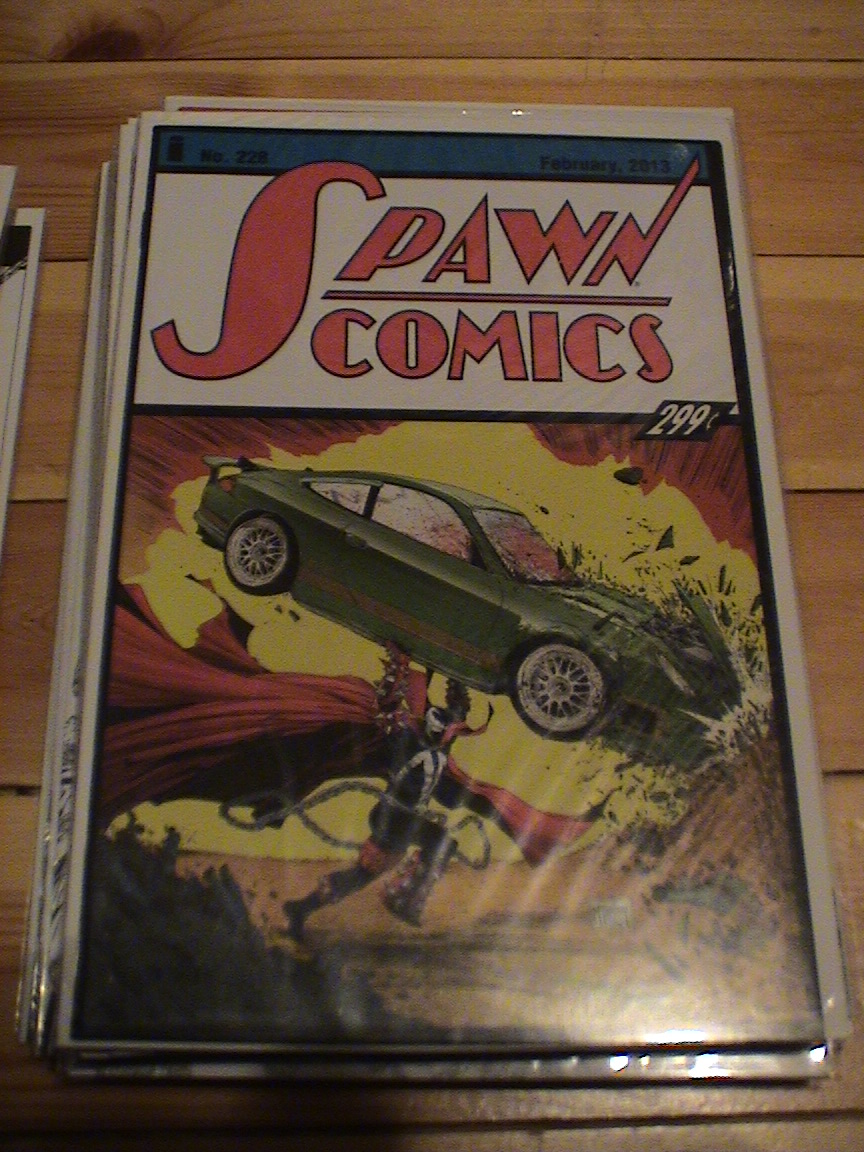 No. 228
February, 2013
SPAWN
COMICS
299¢